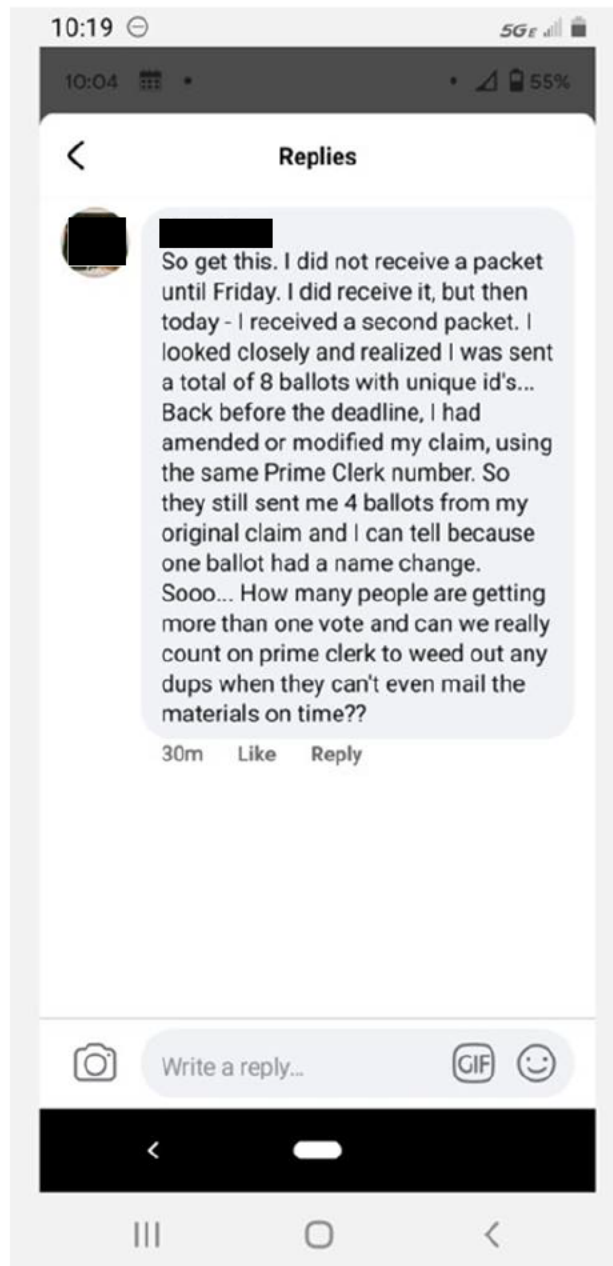 10:19
5GE
10:04
55%
Replies
So get this. I did not receive a packet
until Friday. I did receive it, but then
today - I received a second packet. I
looked closely and realized I was sent
a total of 8 ballots with unique id's...
Back before the deadline, I had
amended or modified my claim, using
the same Prime Clerk number. So
they still sent me 4 ballots from my
original claim and I can tell because
one ballot had a name change.
Sooo... How many people are getting
more than one vote and can we really
count on prime clerk to weed out any
dups when they can't even mail the
materials on time??
30m Like Reply
Write a reply...
GIF